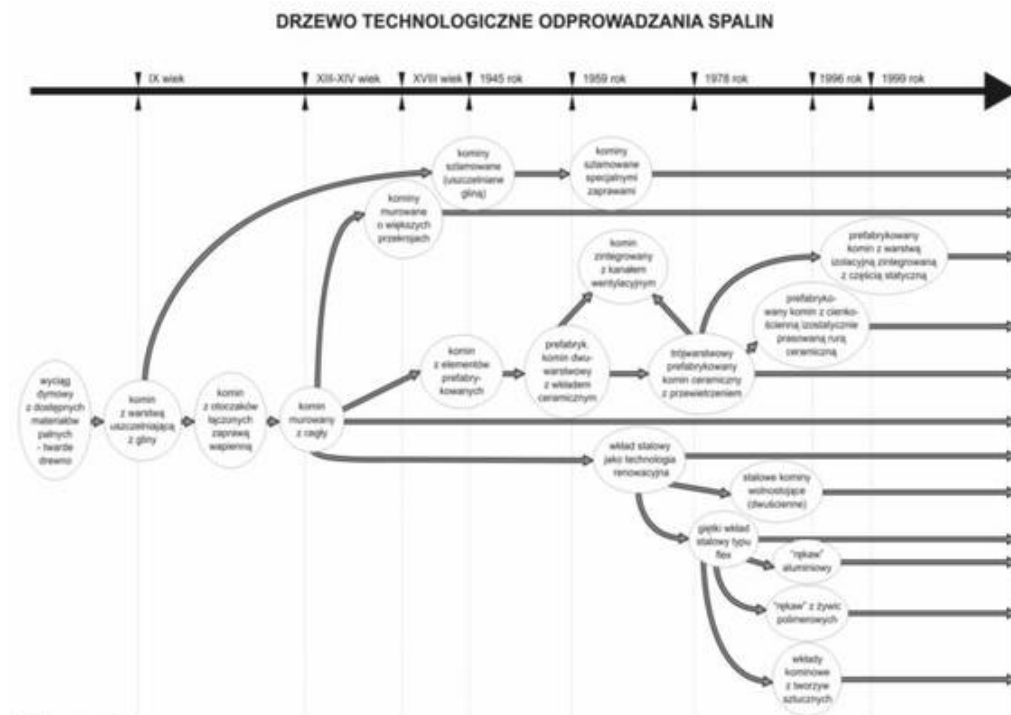 DRZEWO TECHNOLOGICZNE ODPROWADZANIA SPALIN
IX wiek
XIII-XIV wiek
XVIII wiek
1945 rok
1959 rok
1978 rok
1996 rok
1999 rok
kominy
szlamowane
(uszczelniane
gliną)
kominy
szlamowane
specjalnymi
zaprawami
kominy
murowane
o większych
przekrojach
komin
zintegrowany
z kanałem
wentylacyjnym
prefabrykowany
komin z warstwą
izolacyjną zintegrowaną
z częścią statyczną
prefabryko-
wany komin z cienko-
ścienną izostatycznie
prasowaną rurą
ceramiczną
komin
z elementów
prefabry-
kowanych
prefabryk.
komin dwu-
warstwowy
z wkładem
ceramicznym
trójwarstwowy
prefabrykowany
komin ceramiczny
z przewietrzeniem
wyciąg
dymowy
z dostępnych
materiałów
palnych
- twarde
drewno
komin
z warstwą
uszczelniającą
z gliny
komin
z otoczaków
łączonych
zaprawą
wapienną
komin
murowany
z cegły
wkład stalowy
jako technologia
renowacyjna
stalowe kominy
wolnostojące
(dwuścienne)
giętki wkład
stalowy typu
flex
"rękaw"
aluminiowy
"rękaw" z żywic
polimerowych
wkłady
kominowe
z tworzyw
sztucznych